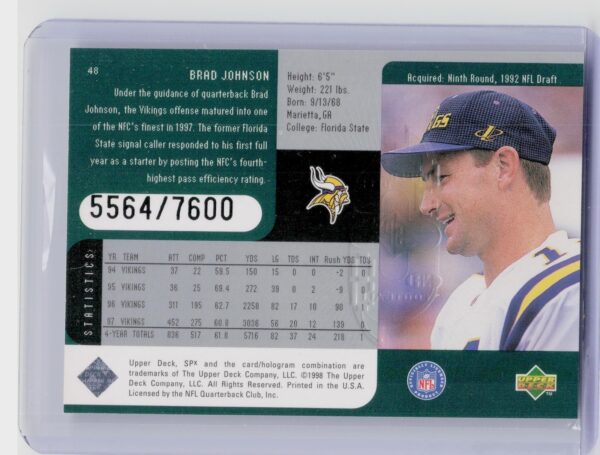 48
BRAD JOHNSON
Under the guidance of quarterback Brad
Johnson, the Vikings offense matured into one
of the NFC's finest in 1997. The former Florida
State signal caller responded to his first full
year as a starter by posting the NFC's fourth-
highest pass efficiency rating.
5564/7600
Height: 6'5"
Weight: 221 lbs.
Born: 9/13/68
Marietta, GA
College: Florida State
Acquired: Ninth Round, 1992 NFL Draft
STATISTICS
YR TEAM ATT COMP PCT YDS LG TDS INT Rush YDS TDS
94 VIKINGS 37 22 59.5 150 15 0 0 -2 0
95 VIKINGS 36 25 69.4 272 39 0 2 -9 0
96 VIKINGS 311 195 62.7 2258 82 17 10 90 1
97 VIKINGS 452 275 60.8 3036 56 20 12 139 0
4-YEAR TOTALS 836 517 61.8 5716 82 37 24 218 1
Upper Deck, SPx and the card/hologram combination are
trademarks of The Upper Deck Company, LLC. ©1998 The Upper
Deck Company, LLC. All Rights Reserved. Printed in the U.S.A.
Licensed by the NFL Quarterback Club, Inc.
NFL
UPPER DECK